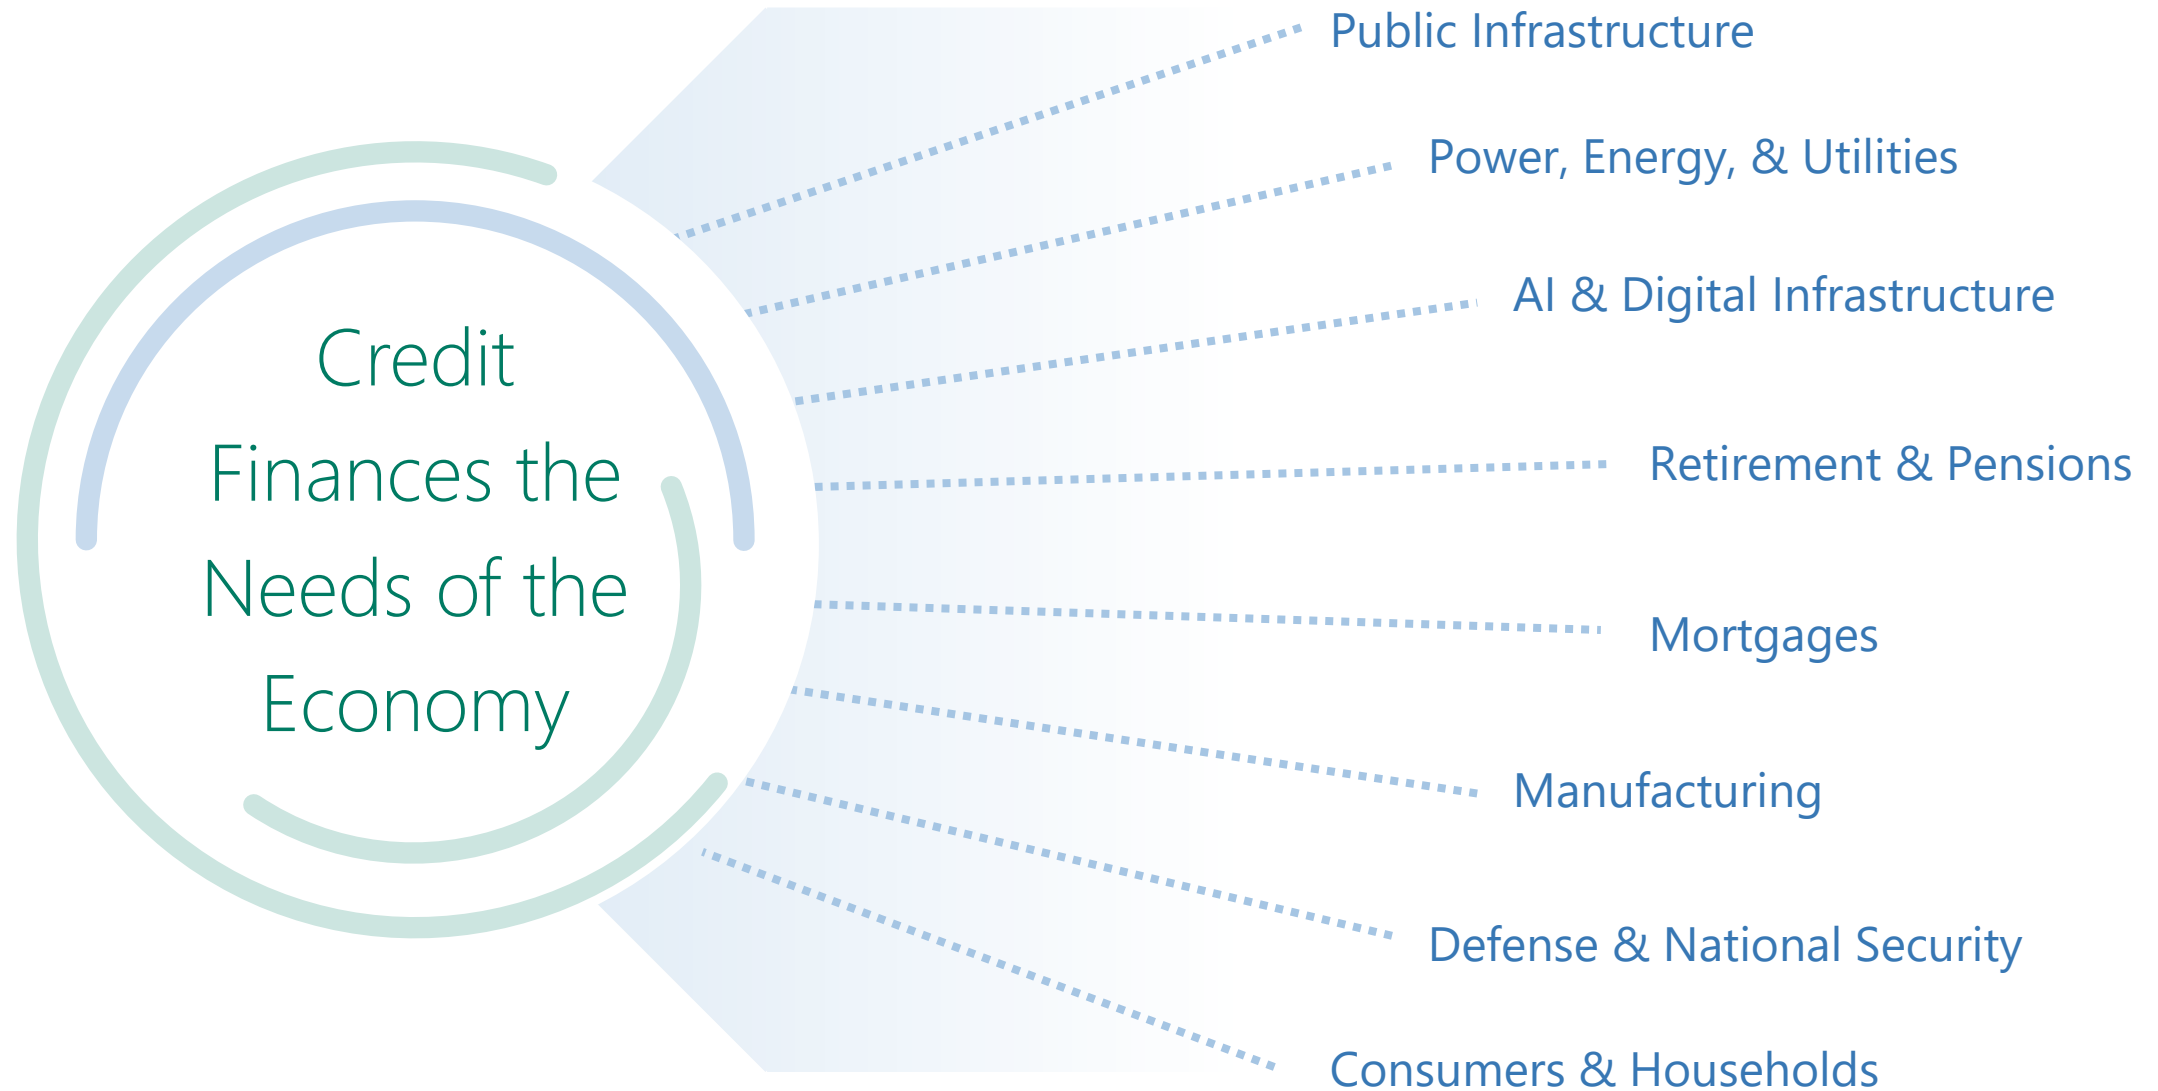 Credit
Finances the
Needs of the
Economy
Public Infrastructure
Power, Energy, & Utilities
AI & Digital Infrastructure
Retirement & Pensions
Mortgages
Manufacturing
Defense & National Security
Consumers & Households